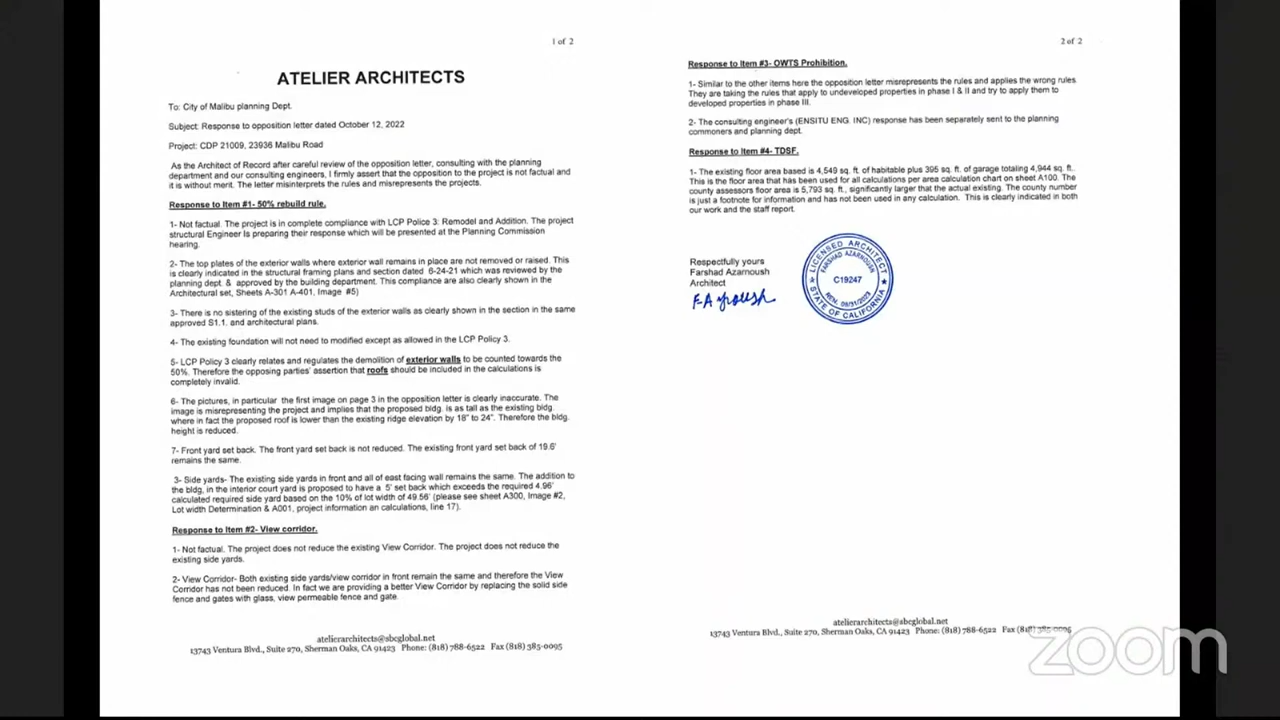 1 of 2
ATELIER ARCHITECTS
To: City of Malibu planning Dept.
Subject: Response to opposition letter dated October 12, 2022
Project: CDP 21009, 23936 Malibu Road
As the Architect of Record after careful review of the opposition letter, consulting with the planning
department and our consulting engineers, I firmly assert that the opposition to the project is not factual and
it is without merit. The letter misinterprets the rules and misrepresents the projects.
Response to Item #1- 50% rebuild rule.
1- Not factual. The project is in complete compliance with LCP Police 3: Remodel and Addition. The project
structural Engineer Is preparing their response which will be presented at the Planning Commission
hearing.
2- The top plates of the exterior walls where exterior wall remains in place are not removed or raised. This
is clearly indicated in the structural framing plans and section dated 6-24-21 which was reviewed by the
planning dept. & approved by the building department. This compliance are also clearly shown in the
Architectural set, Sheets A-301 A-401, Image #5)
3- There is no sistering of the existing studs of the exterior walls as clearly shown in the section in the same
approved S1.1. and architectural plans.
4- The existing foundation will not need to modified except as allowed in the LCP Policy 3.
5- LCP Policy 3 clearly relates and regulates the demolition of exterior walls to be counted towards the
50%. Therefore the opposing parties' assertion that roofs should be included in the calculations is
completely invalid.
6- The pictures, in particular the first image on page 3 in the opposition letter is clearly inaccurate. The
image is misrepresenting the project and implies that the proposed bldg. is as tall as the existing bldg.
where in fact the proposed roof is lower than the existing ridge elevation by 18" to 24". Therefore the bldg.
height is reduced.
7- Front yard set back. The front yard set back is not reduced. The existing front yard set back of 19.6'
remains the same.
3- Side yards- The existing side yards in front and all of east facing wall remains the same. The addition to
the bldg, in the interior court yard is proposed to have a 5' set back which exceeds the required 4.96'
calculated required side yard based on the 10% of lot width of 49.56' (please see sheet A300, Image #2,
Lot width Determination & A001, project information an calculations, line 17).
Response to Item #2- View corridor.
1- Not factual. The project does not reduce the existing View Corridor. The project does not reduce the
existing side yards.
2- View Corridor- Both existing side yards/view corridor in front remain the same and therefore the View
Corridor has not been reduced. In fact we are providing a better View Corridor by replacing the solid side
fence and gates with glass, view permeable fence and gate.
atelierarchitects@sbcglobal.net
13743 Ventura Blvd., Suite 270, Sherman Oaks, CA 91423 Phone: (818) 788-6522 Fax (818) 385-0095
2 of 2
Response to Item #3- OWTS Prohibition.
1- Similar to the other items here the opposition letter misrepresents the rules and applies the wrong rules.
They are taking the rules that apply to undeveloped properties in phase I & II and try to apply them to
developed properties in phase III.
2- The consulting engineer's (ENSITU ENG. INC) response has been separately sent to the planning
commoners and planning dept.
Response to Item #4- TDSF.
1- The existing floor area based is 4,549 sq. ft. of habitable plus 395 sq. ft. of garage totaling 4,944 sq. ft..
This is the floor area that has been used for all calculations per area calculation chart on sheet A100. The
county assessors floor area is 5,793 sq. ft., significantly larger that the actual existing. The county number
is just a footnote for information and has not been used in any calculation. This is clearly indicated in both
our work and the staff report.
Respectfully yours
Farshad Azarnoush
Architect
LICENSED ARCHITECT
FARSHAD AZARNOUSH
C19247
REN. 08/31/2023
STATE OF CALIFORNIA
atelierarchitects@sbcglobal.net
13743 Ventura Blvd., Suite 270, Sherman Oaks, CA 91423 Phone: (818) 788-6522 Fax (818) 385-0095
zoom